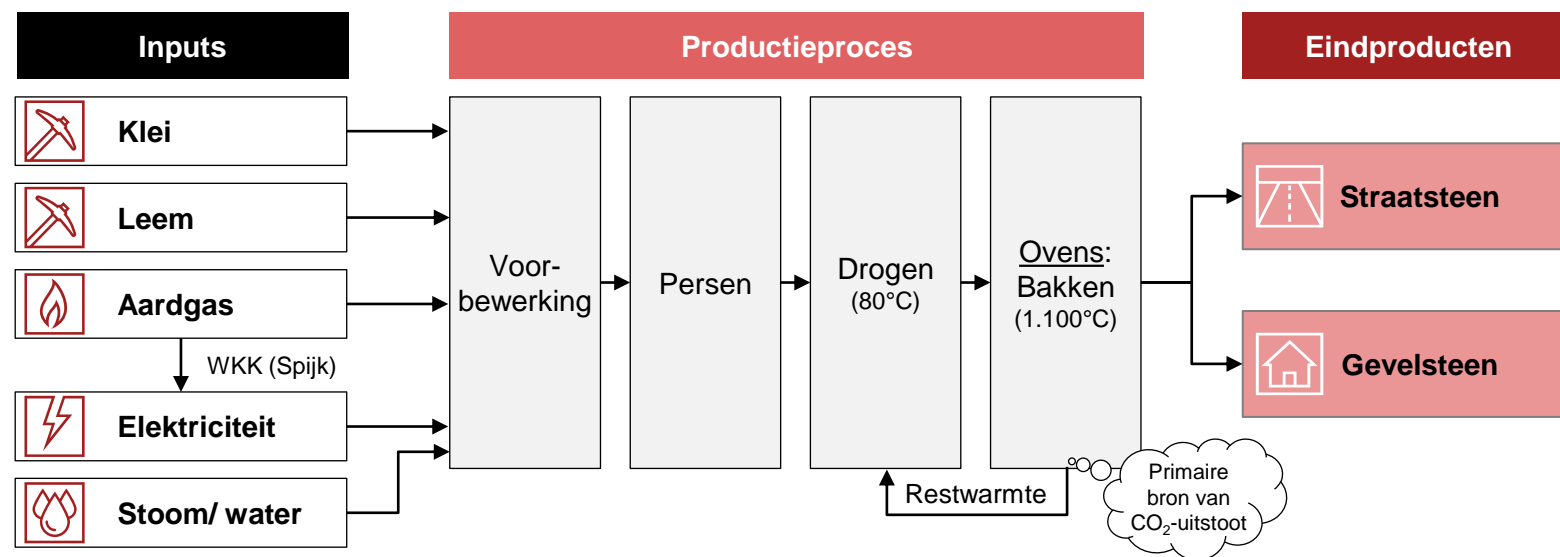 Inputs
Productieproces
Eindproducten
Klei
Leem
Aardgas
WKK (Spijk)
Elektriciteit
Stoom/ water
Voor-
bewerking
Persen
Drogen
(80°C)
Ovens:
Bakken
(1.100°C)
Restwarmte
Primaire
bron van
CO₂-uitstoot
Straatsteen
Gevelsteen